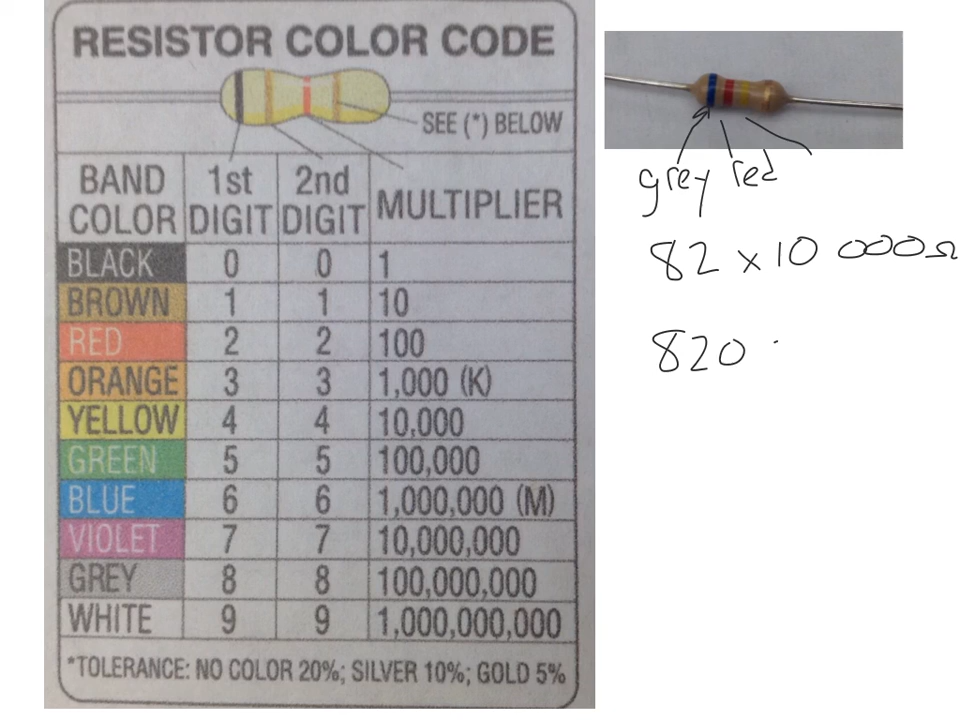 RESISTOR COLOR CODE
SEE (*) BELOW
BAND COLOR 1st DIGIT 2nd DIGIT MULTIPLIER
BLACK 0 0 1
BROWN 1 1 10
RED 2 2 100
ORANGE 3 3 1,000 (K)
YELLOW 4 4 10,000
GREEN 5 5 100,000
BLUE 6 6 1,000,000 (M)
VIOLET 7 7 10,000,000
GREY 8 8 100,000,000
WHITE 9 9 1,000,000,000
*TOLERANCE: NO COLOR 20%; SILVER 10%; GOLD 5%
grey red
82 x 10 000Ω
820